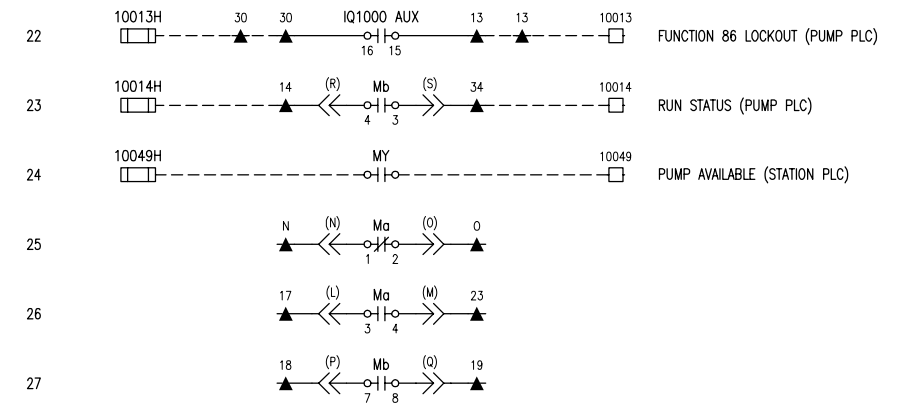 10013H 30 30 IQ1000 AUX 13 13 10013
22 FUNCTION 86 LOCKOUT (PUMP PLC)
16 15
10014H 14 (R) Mb (S) 34 10014
23 RUN STATUS (PUMP PLC)
4 3
10049H MY 10049
24 PUMP AVAILABLE (STATION PLC)
N (N) Ma (O) O
25
1 2
17 (L) Ma (M) 23
26
3 4
18 (P) Mb (Q) 19
27
7 8